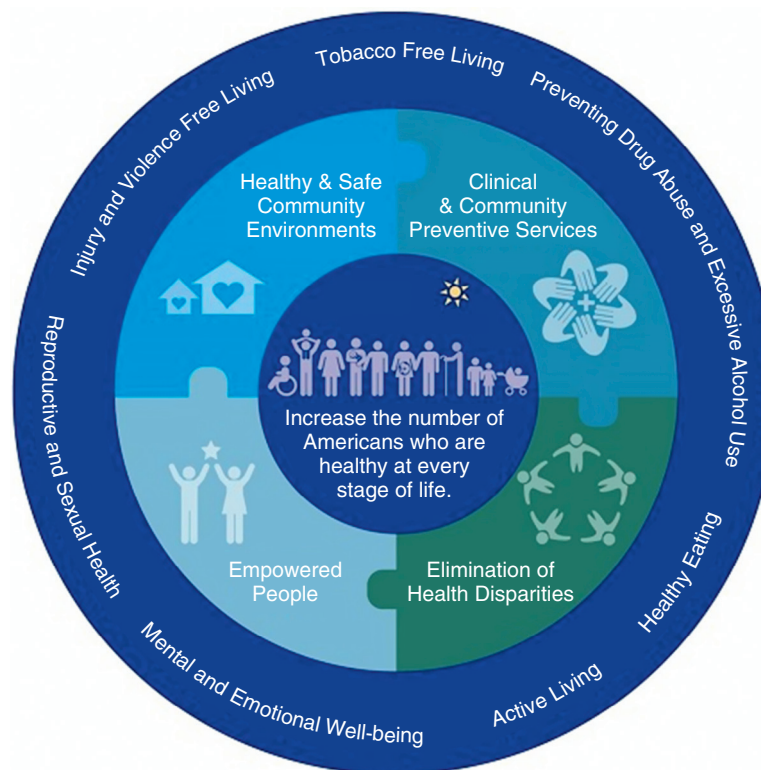 Tobacco Free Living
Preventing Drug Abuse and Excessive Alcohol Use
Healthy Eating
Active Living
Mental and Emotional Well-being
Reproductive and Sexual Health
Injury and Violence Free Living
Healthy & Safe
Community
Environments
Clinical
& Community
Preventive Services
Increase the number of
Americans who are
healthy at every
stage of life.
Empowered
People
Elimination of
Health Disparities